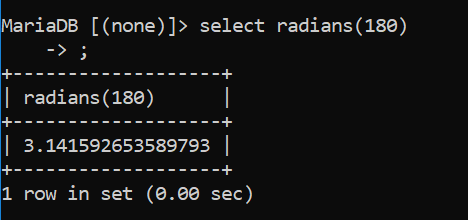 MariaDB [(none)]> select radians(180)
    -> ;
+-------------------+
| radians(180)      |
+-------------------+
| 3.141592653589793 |
+-------------------+
1 row in set (0.00 sec)